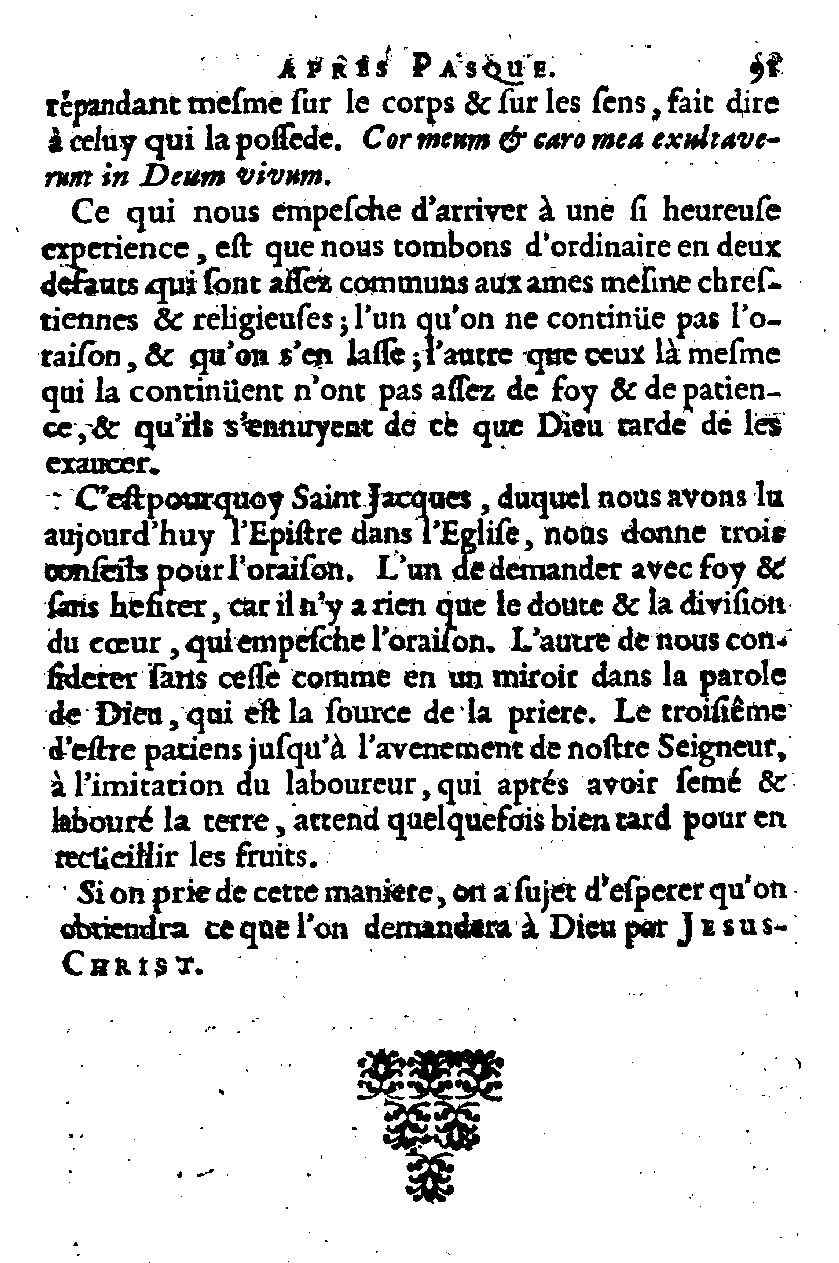 APRÉS PASQUE. 91
répandant meſme ſur le corps & ſur les ſens, fait dire
à celuy qui la poſſede. Cor meum & caro mea exultave-
runt in Deum vivum.
Ce qui nous empeſche d'arriver à une ſi heureuſe
experience, eſt que nous tombons d'ordinaire en deux
defauts qui ſont aſſez communs aux ames meſme chreſ-
tiennes & religieuſes; l'un qu'on ne continüe pas l'o-
raiſon, & qu'on s'en laſſe; l'autre que ceux là meſme
qui la continüent n'ont pas aſſez de foy & de patien-
ce, & qu'ils s'ennuyent de ce que Dieu tarde de les
exaucer.
C'eſt pourquoy Saint Jacques, duquel nous avons lu
aujourd'huy l'Epiſtre dans l'Egliſe, nous donne trois
conſeils pour l'oraiſon. L'un de demander avec foy &
ſans heſiter, car il n'y a rien que le doute & la diviſion
du cœur, qui empeſche l'oraiſon. L'autre de nous con-
ſiderer ſans ceſſe comme en un miroir dans la parole
de Dieu, qui eſt la ſource de la priere. Le troiſiême
d'eſtre patiens juſqu'à l'avenement de noſtre Seigneur,
à l'imitation du laboureur, qui aprés avoir ſemé &
labouré la terre, attend quelquefois bien tard pour en
recüeillir les fruits.
Si on prie de cette maniere, on a ſujet d'eſperer qu'on
obtiendra ce que l'on demandera à Dieu par JESUS-
CHRIST.